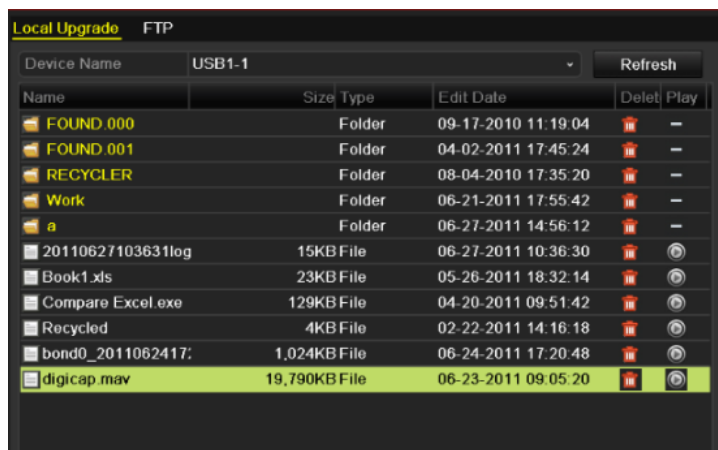 Local Upgrade FTP
Device Name USB1-1 Refresh
Name Size Type Edit Date Delet Play
FOUND.000 Folder 09-17-2010 11:19:04 –
FOUND.001 Folder 04-02-2011 17:45:24 –
RECYCLER Folder 08-04-2010 17:35:20 –
Work Folder 06-21-2011 17:55:42 –
a Folder 06-27-2011 14:56:12 –
20110627103631log 15KB File 06-27-2011 10:36:30
Book1.xls 23KB File 05-26-2011 18:32:14
Compare Excel.exe 129KB File 04-20-2011 09:51:42
Recycled 4KB File 02-22-2011 14:16:18
bond0_2011062417: 1,024KB File 06-24-2011 17:20:48
digicap.mav 19,790KB File 06-23-2011 09:05:20